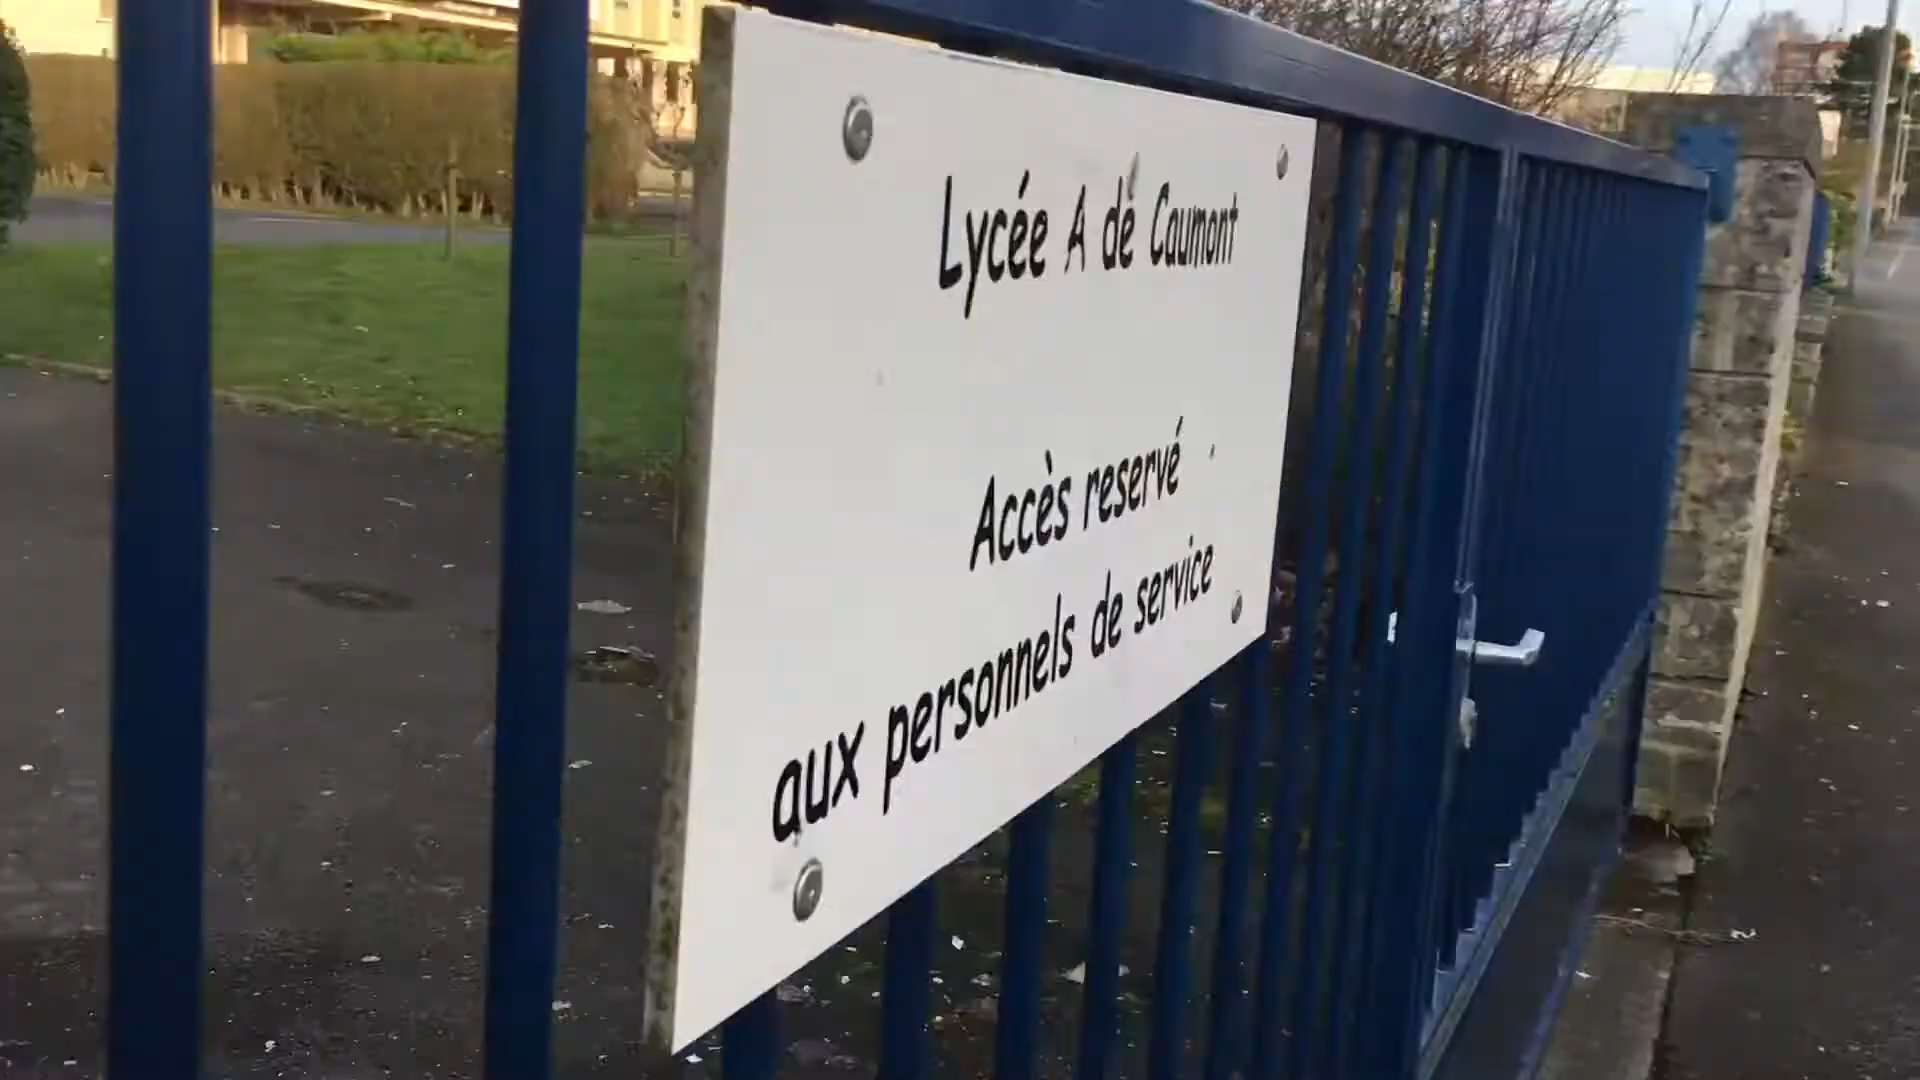 Lycée A de Caumont
Accès reservé
aux personnels de service